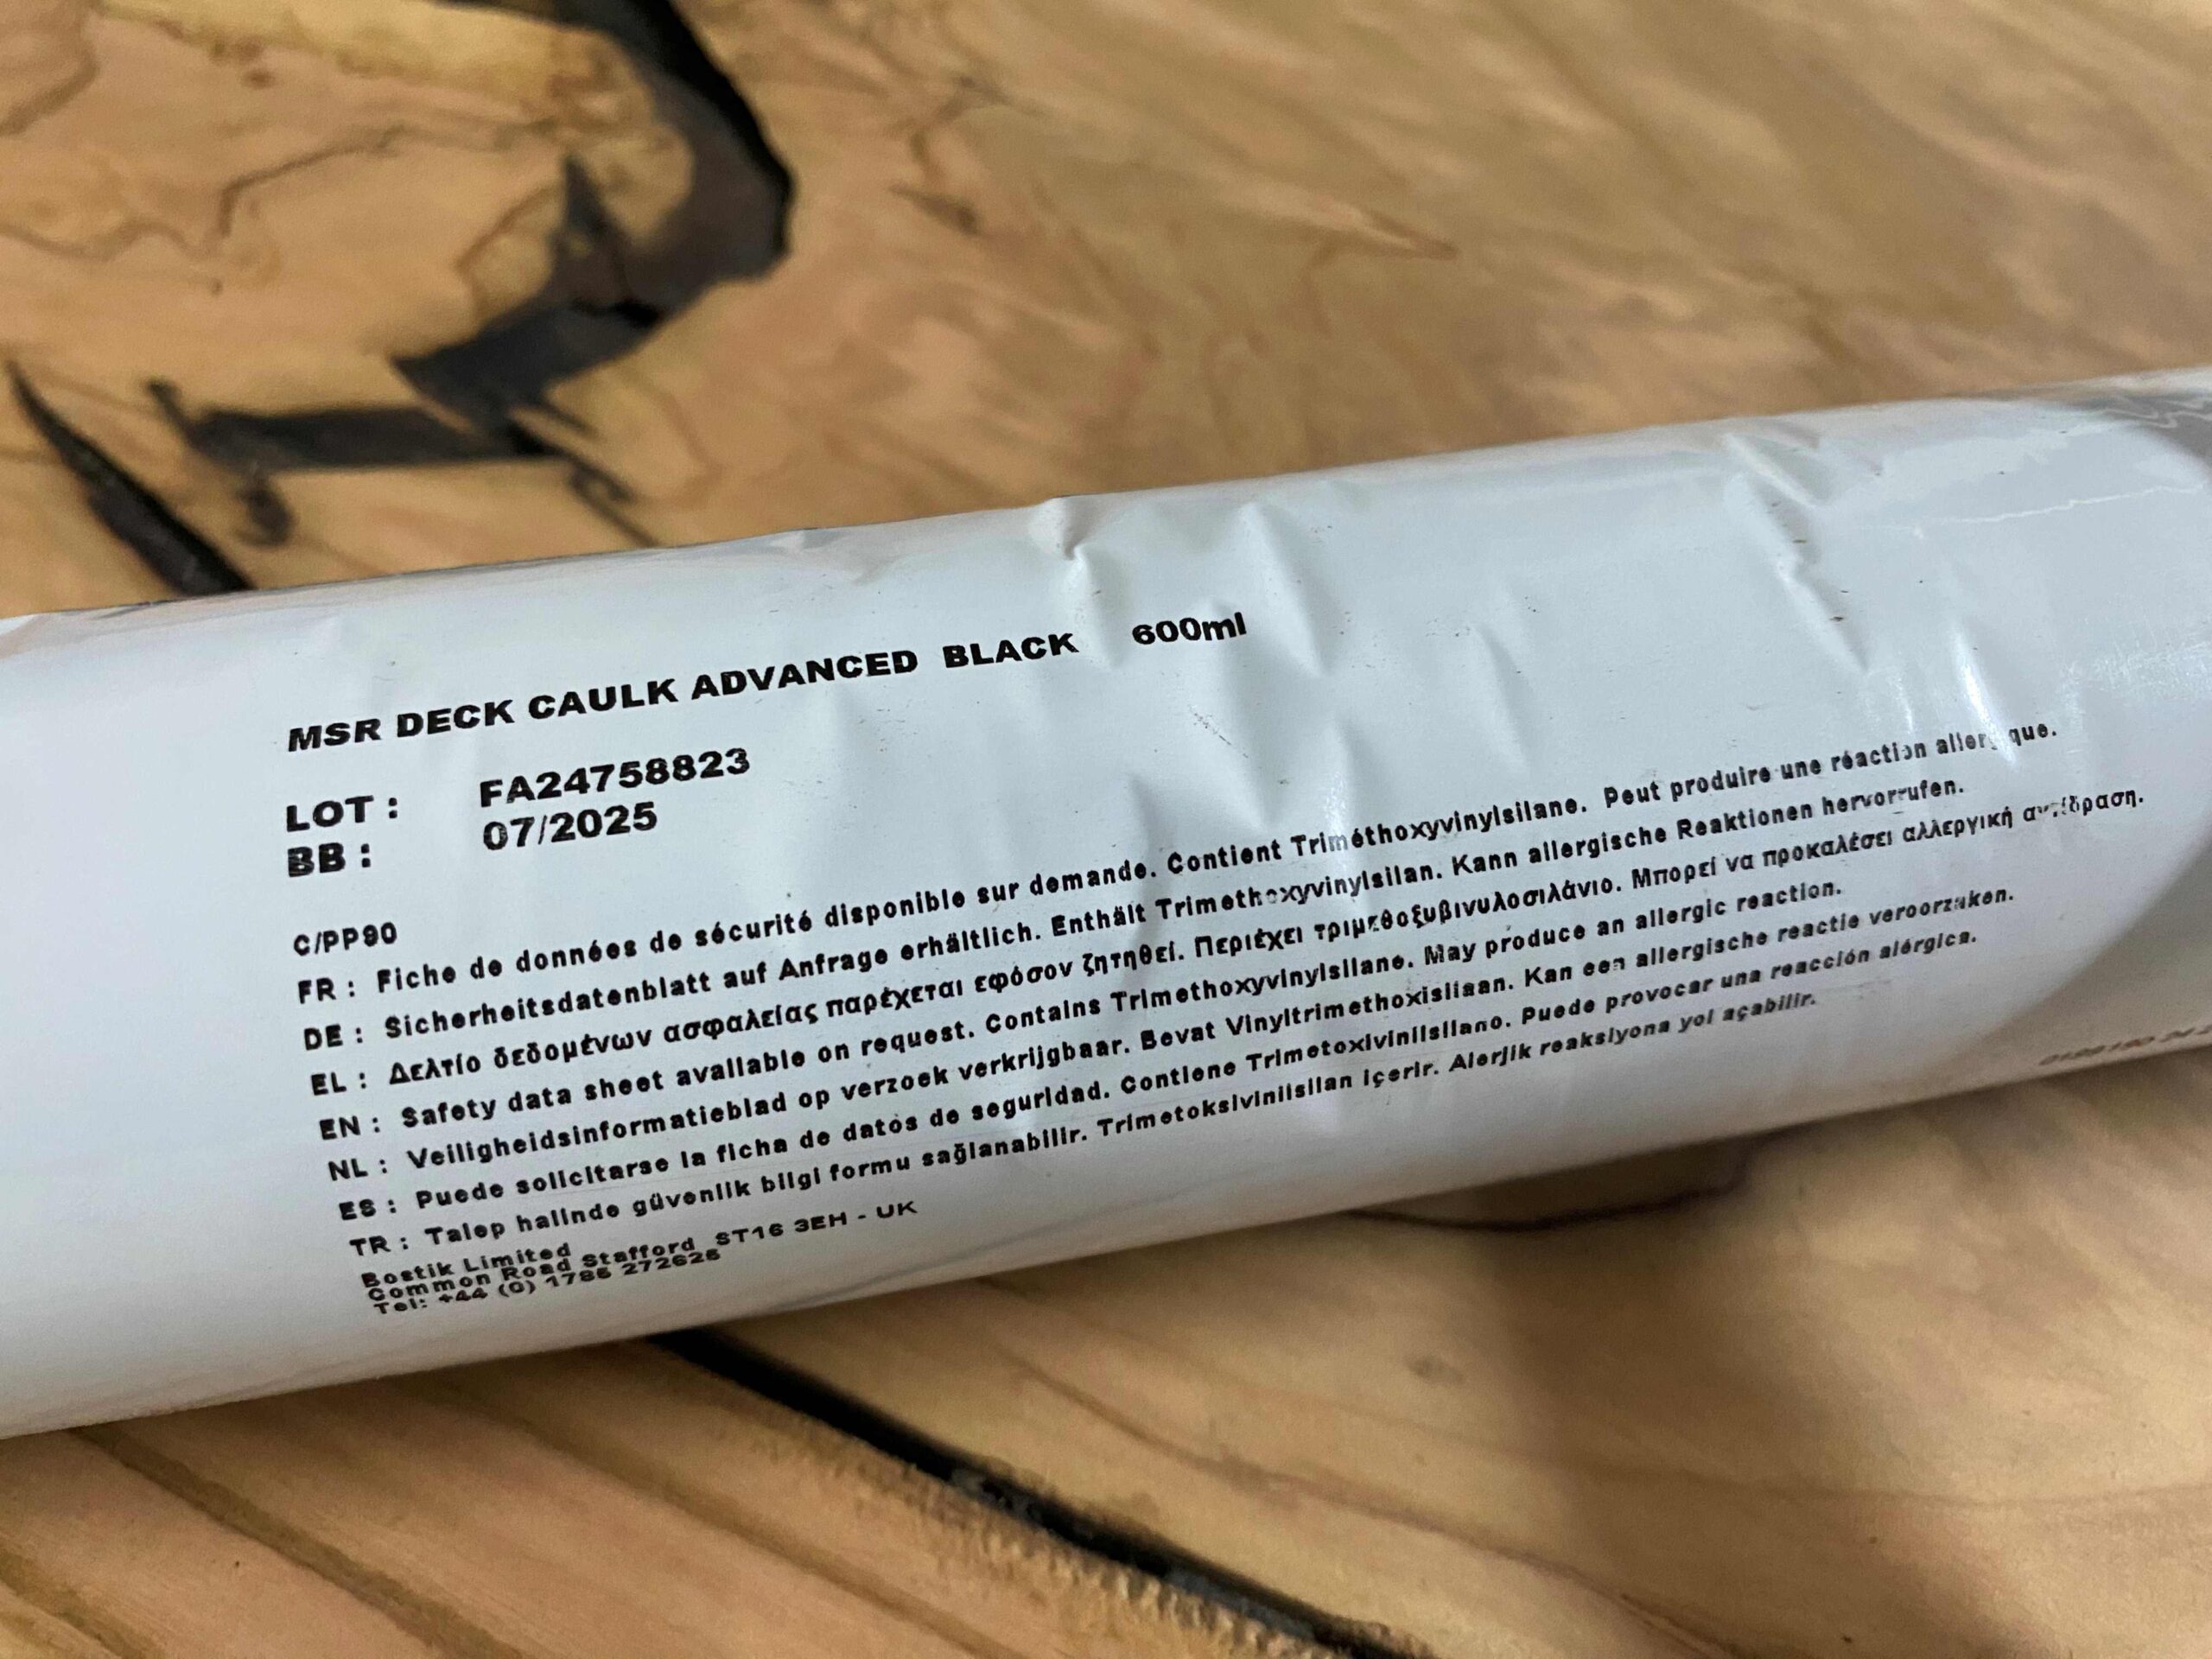 MSR DECK CAULK ADVANCED BLACK 600ml
LOT : FA24758823
BB : 07/2025
C/PP90
FR : Fiche de données de sécurité disponible sur demande. Contient Triméthoxyvinylsilane. Peut produire une réaction allergique.
DE : Sicherheitsdatenblatt auf Anfrage erhältlich. Enthält Trimethoxyvinylsilan. Kann allergische Reaktionen hervorrufen.
EL : Δελτίο δεδομένων ασφαλείας παρέχεται εφόσον ζητηθεί. Περιέχει τριμεθοξυβινυλοσιλάνιο. Μπορεί να προκαλέσει αλλεργική αντίδραση.
EN : Safety data sheet available on request. Contains Trimethoxyvinylsilane. May produce an allergic reaction.
NL : Veiligheidsinformatieblad op verzoek verkrijgbaar. Bevat Vinyltrimethoxisilaan. Kan een allergische reactie veroorzaken.
ES : Puede solicitarse la ficha de datos de seguridad. Contiene Trimetoxivinilsilano. Puede provocar una reacción alérgica.
TR : Talep halinde güvenlik bilgi formu sağlanabilir. Trimetoksivinilsilan içerir. Alerjik reaksiyona yol açabilir.
Bostik Limited
Common Road Stafford ST16 3EH - UK
Tel: +44 (0) 1785 272625